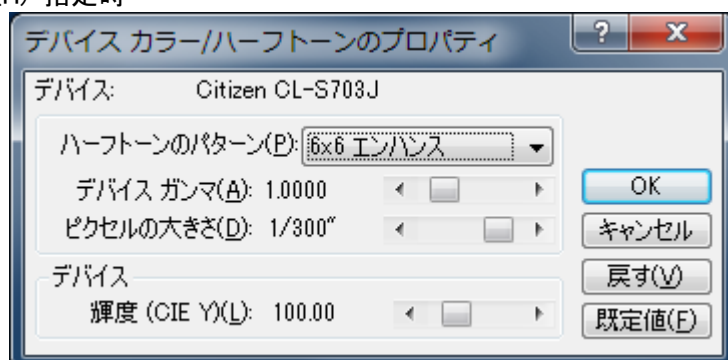 指定時
デバイス カラー/ハーフトーンのプロパティ
デバイス: Citizen CL-S703J
ハーフトーンのパターン(P): 6x6 エンハンス
デバイス ガンマ(A): 1.0000
ピクセルの大きさ(D): 1/300"
デバイス
輝度 (CIE Y)(L): 100.00
OK
キャンセル
戻す(V)
既定値(F)